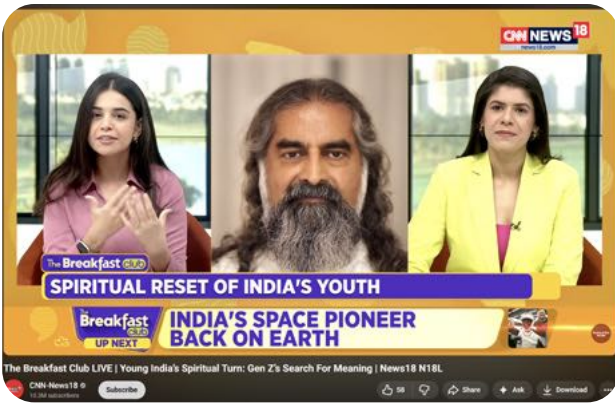 CNN NEWS 18
news18.com
The Breakfast club
SPIRITUAL RESET OF INDIA'S YOUTH
The Breakfast club
UP NEXT
INDIA'S SPACE PIONEER
BACK ON EARTH
The Breakfast Club LIVE | Young India's Spiritual Turn: Gen Z's Search For Meaning | News18 N18L
CNN-News18
subscribers
Subscribe
58
Share
Ask
Download